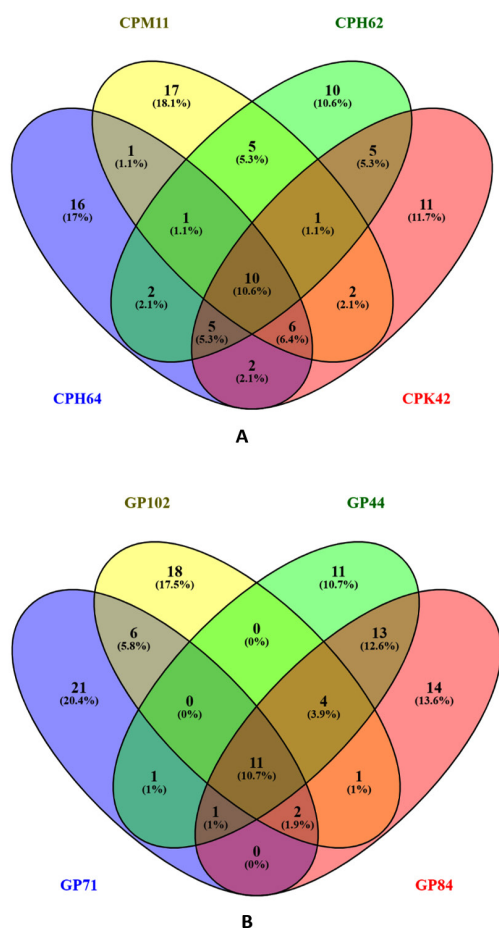 CPM11 CPH62
17 10
(18.1%) (10.6%)
1 5 5
(1.1%) (5.3%) (5.3%)
16 1 1 11
(17%) (1.1%) (1.1%) (11.7%)
10
(10.6%)
2 2
(2.1%) (2.1%)
5 6
(5.3%) (6.4%)
2
(2.1%)
CPH64 CPK42
A
GP102 GP44
18 11
(17.5%) (10.7%)
6 0 13
(5.8%) (0%) (12.6%)
21 0 4 14
(20.4%) (0%) (3.9%) (13.6%)
11
(10.7%)
1 1
(1%) (1%)
1 2
(1%) (1.9%)
0
(0%)
GP71 GP84
B